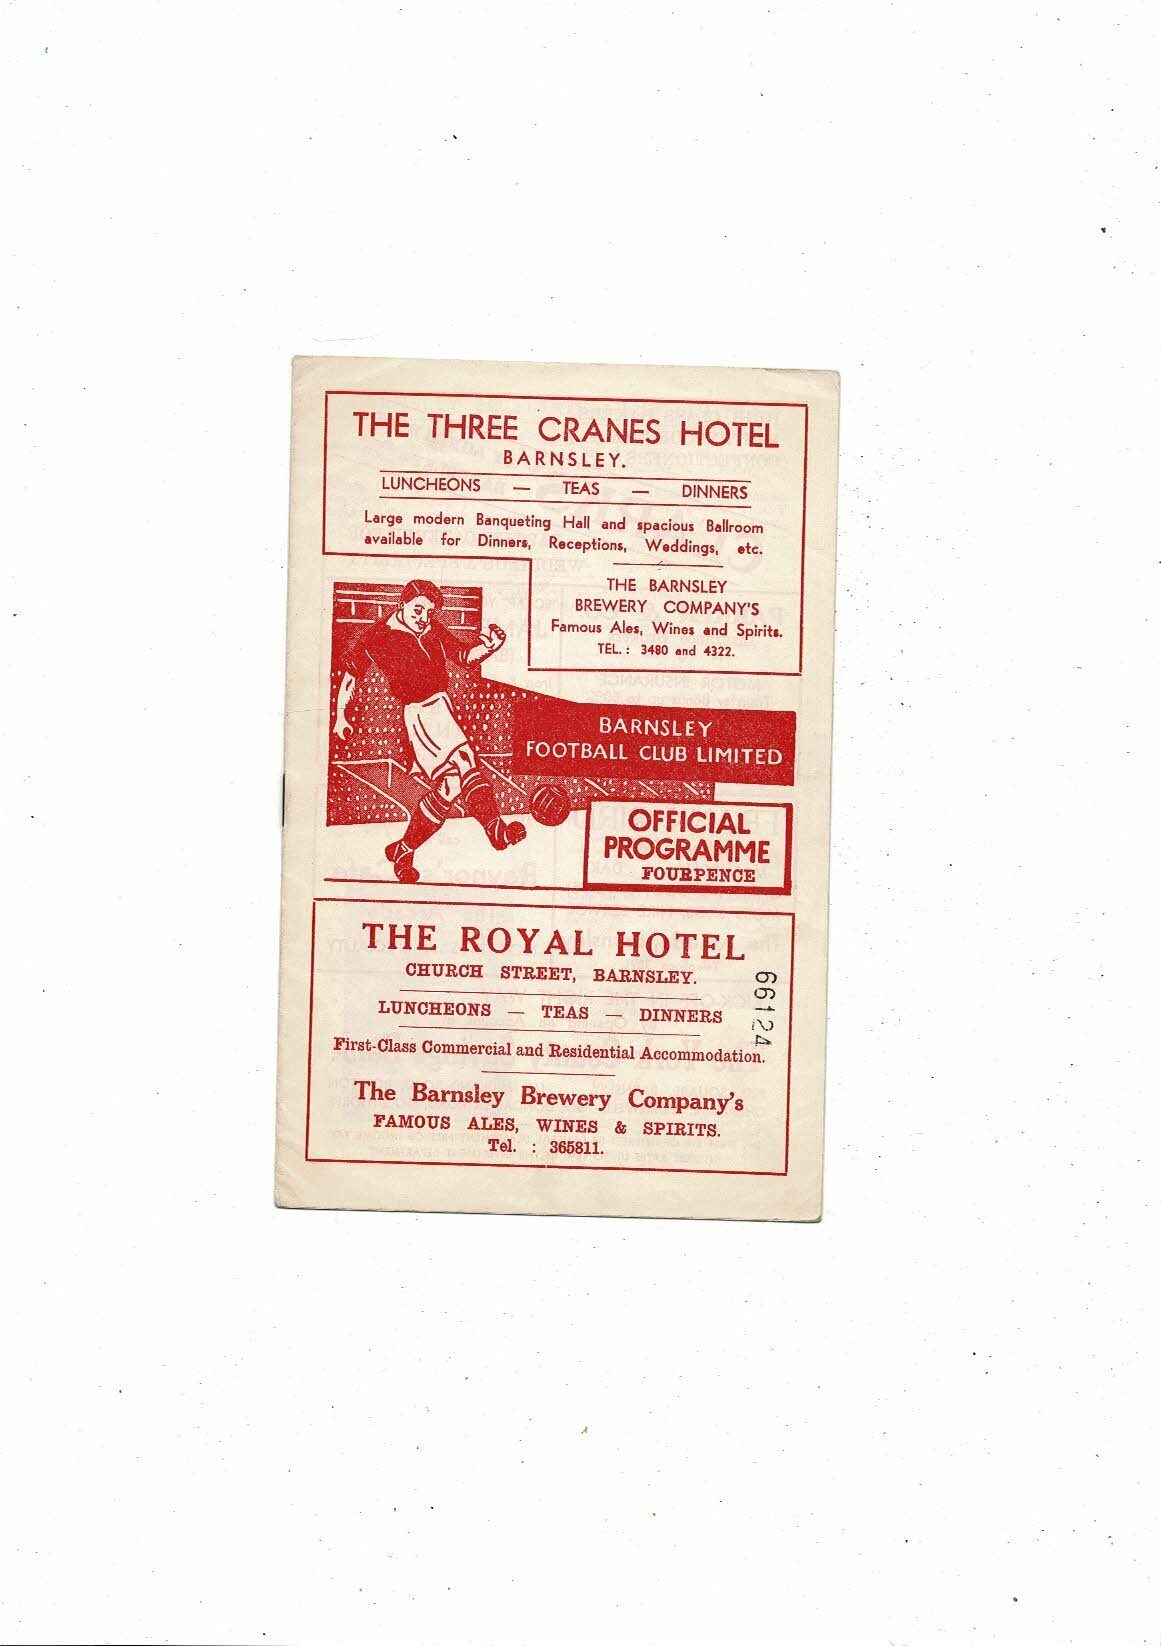 THE THREE CRANES HOTEL
BARNSLEY.
LUNCHEONS — TEAS — DINNERS
Large modern Banqueting Hall and spacious Ballroom
available for Dinners, Receptions, Weddings, etc.
THE BARNSLEY
BREWERY COMPANY'S
Famous Ales, Wines and Spirits.
TEL.: 3480 and 4322.
BARNSLEY
FOOTBALL CLUB LIMITED
OFFICIAL
PROGRAMME
FOURPENCE
THE ROYAL HOTEL
CHURCH STREET, BARNSLEY.
LUNCHEONS — TEAS — DINNERS
First-Class Commercial and Residential Accommodation.
The Barnsley Brewery Company's
FAMOUS ALES, WINES & SPIRITS.
Tel. : 365811.
66124